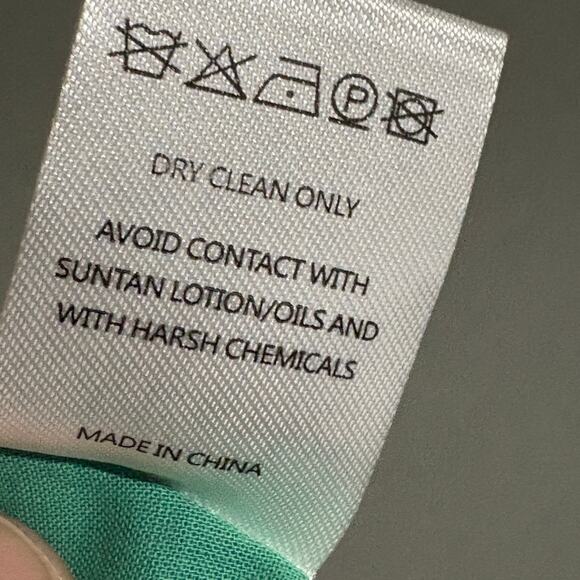 P
DRY CLEAN ONLY
AVOID CONTACT WITH
SUNTAN LOTION/OILS AND
WITH HARSH CHEMICALS
MADE IN CHINA